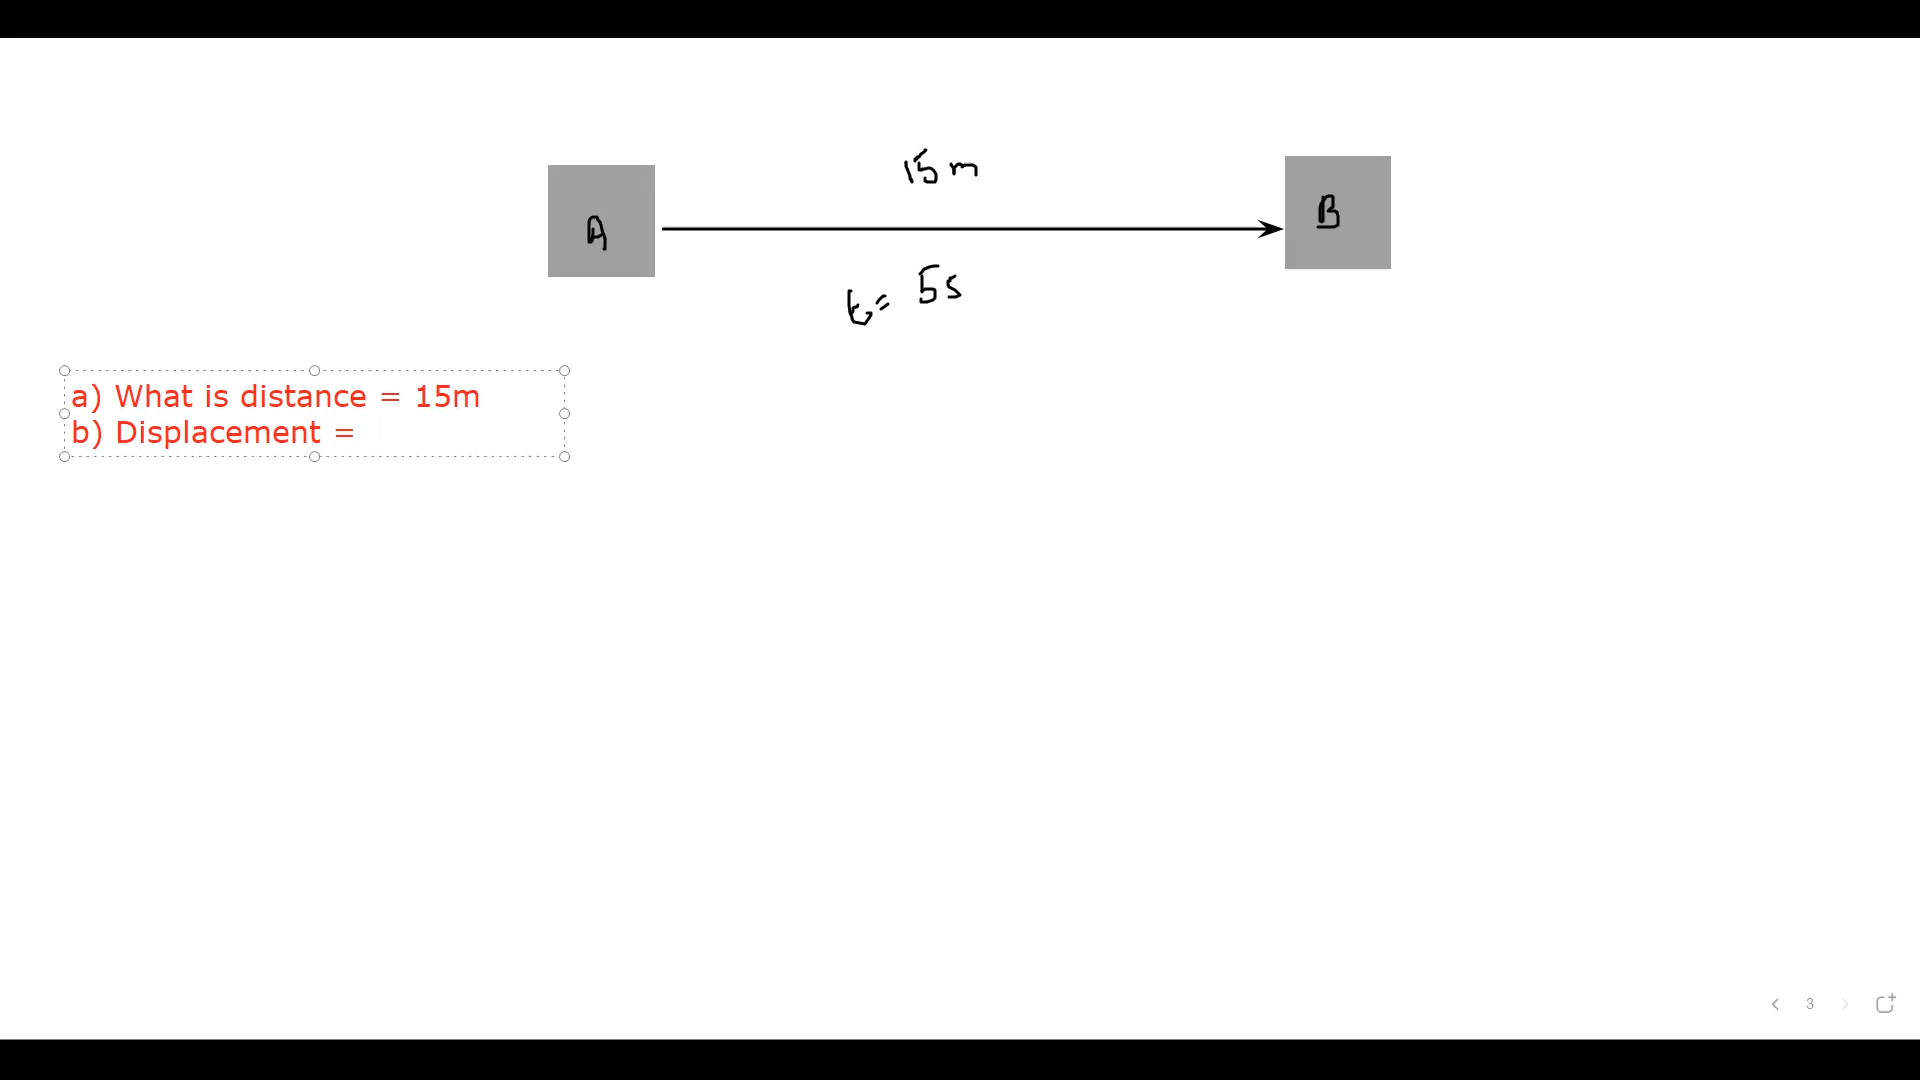 15 m
A
B
t = 5s
a) What is distance = 15m
b) Displacement =
3